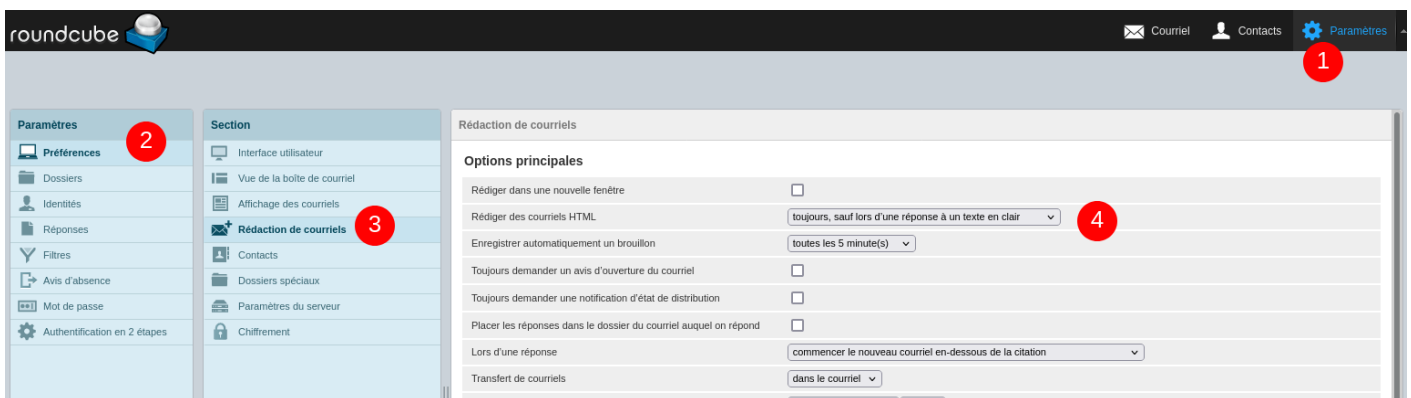 roundcube
Courriel
Contacts
Paramètres
1
Paramètres
2
Préférences
Dossiers
Identités
Réponses
Filtres
Avis d'absence
Mot de passe
Authentification en 2 étapes
Section
Interface utilisateur
Vue de la boîte de courriel
Affichage des courriels
Rédaction de courriels
3
Contacts
Dossiers spéciaux
Paramètres du serveur
Chiffrement
Rédaction de courriels
Options principales
Rédiger dans une nouvelle fenêtre
Rédiger des courriels HTML toujours, sauf lors d'une réponse à un texte en clair
4
Enregistrer automatiquement un brouillon toutes les 5 minute(s)
Toujours demander un avis d'ouverture du courriel
Toujours demander une notification d'état de distribution
Placer les réponses dans le dossier du courriel auquel on répond
Lors d'une réponse commencer le nouveau courriel en-dessous de la citation
Transfert de courriels dans le courriel